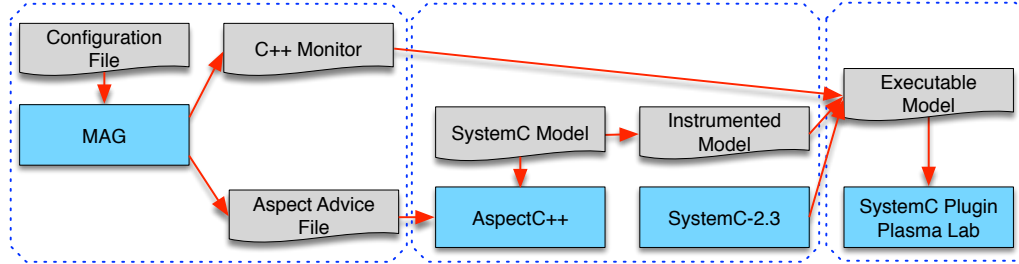 Configuration
File
C++ Monitor
MAG
Aspect Advice
File
SystemC Model
Instrumented
Model
AspectC++
SystemC-2.3
Executable
Model
SystemC Plugin
Plasma Lab